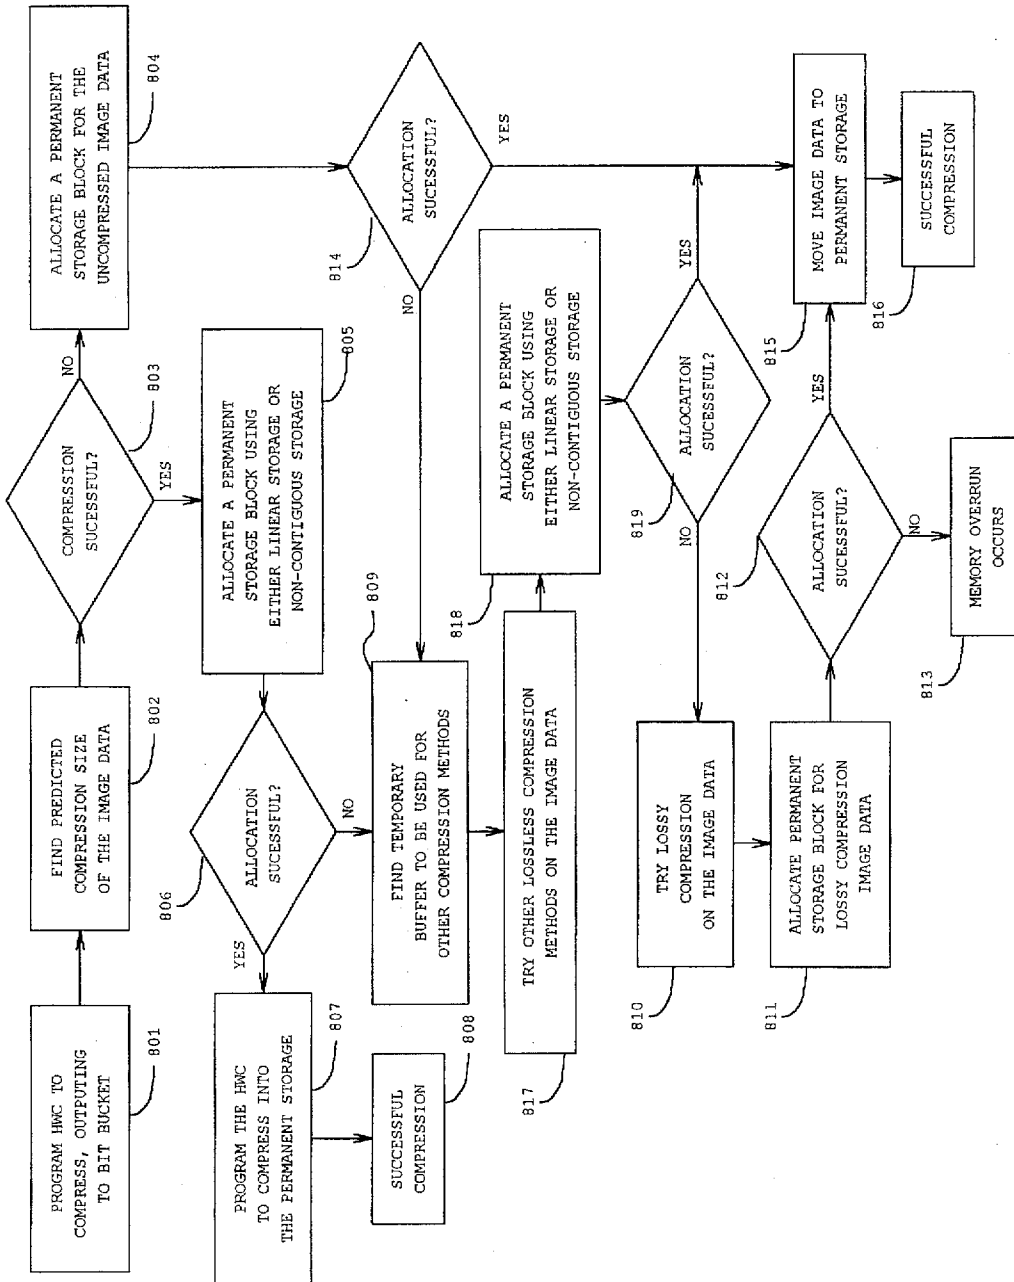 PROGRAM HWC TO
COMPRESS, OUTPUTING
TO BIT BUCKET
801
FIND PREDICTED
COMPRESSION SIZE
OF THE IMAGE DATA
802
COMPRESSION
SUCESSFUL?
803
NO
YES
ALLOCATE A PERMANENT
STORAGE BLOCK FOR THE
UNCOMPRESSED IMAGE DATA
804
ALLOCATE A PERMANENT
STORAGE BLOCK USING
EITHER LINEAR STORAGE OR
NON-CONTIGUOUS STORAGE
805
ALLOCATION
SUCESSFUL?
806
YES
NO
PROGRAM THE HWC
TO COMPRESS INTO
THE PERMANENT STORAGE
807
SUCCESSFUL
COMPRESSION
808
FIND TEMPORARY
BUFFER TO BE USED FOR
OTHER COMPRESSION METHODS
809
ALLOCATION
SUCESSFUL?
814
NO
YES
TRY OTHER LOSSLESS COMPRESSION
METHODS ON THE IMAGE DATA
817
ALLOCATE A PERMANENT
STORAGE BLOCK USING
EITHER LINEAR STORAGE OR
NON-CONTIGUOUS STORAGE
818
ALLOCATION
SUCESSFUL?
819
NO
YES
TRY LOSSY
COMPRESSION
ON THE IMAGE DATA
810
ALLOCATE PERMANENT
STORAGE BLOCK FOR
LOSSY COMPRESSION
IMAGE DATA
811
ALLOCATION
SUCESSFUL?
812
YES
NO
MEMORY OVERRUN
OCCURS
813
MOVE IMAGE DATA TO
PERMANENT STORAGE
815
SUCCESSFUL
COMPRESSION
816